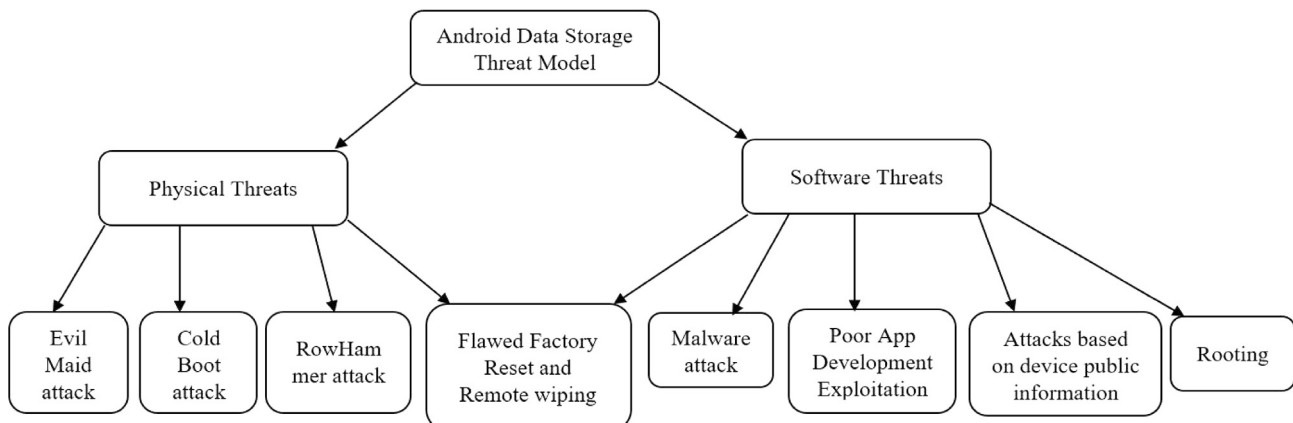 Android Data Storage
Threat Model
Physical Threats
Software Threats
Evil
Maid
attack
Cold
Boot
attack
RowHam
mer attack
Flawed Factory
Reset and
Remote wiping
Malware
attack
Poor App
Development
Exploitation
Attacks based
on device public
information
Rooting